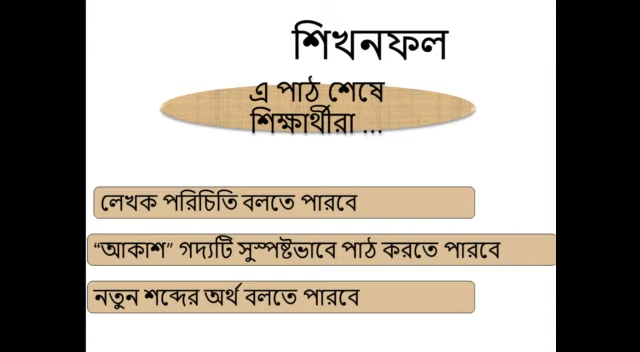 শিখনফল
এ পাঠ শেষে
শিক্ষার্থীরা ...
লেখক পরিচিতি বলতে পারবে
“আকাশ” গদ্যটি সুস্পষ্টভাবে পাঠ করতে পারবে
নতুন শব্দের অর্থ বলতে পারবে